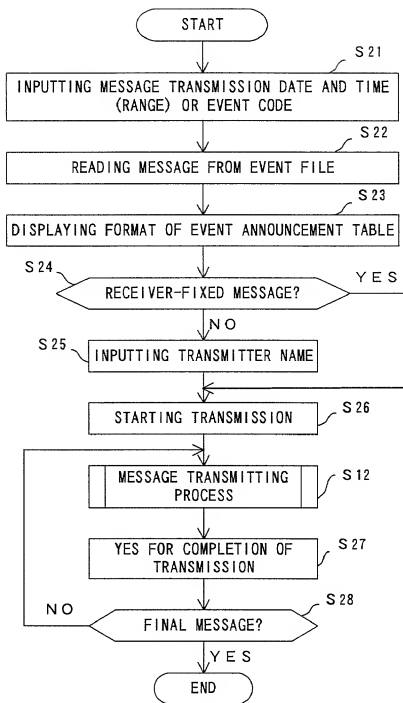 START
S21
INPUTTING MESSAGE TRANSMISSION DATE AND TIME
(RANGE) OR EVENT CODE
S22
READING MESSAGE FROM EVENT FILE
S23
DISPLAYING FORMAT OF EVENT ANNOUNCEMENT TABLE
S24
YES
RECEIVER-FIXED MESSAGE?
NO
S25
INPUTTING TRANSMITTER NAME
STARTING TRANSMISSION
S26
MESSAGE TRANSMITTING
PROCESS
S12
YES FOR COMPLETION OF
TRANSMISSION
S27
NO
S28
FINAL MESSAGE?
YES
END